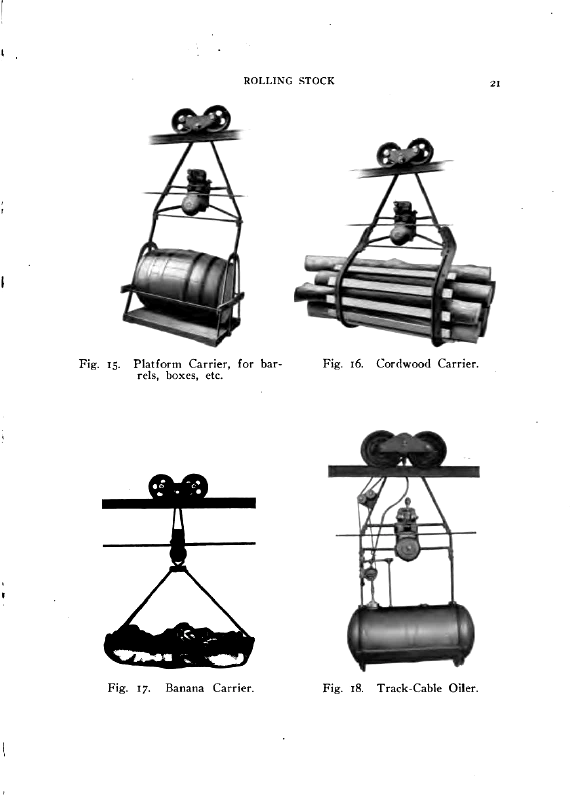 ROLLING STOCK
21
Fig. 15. Platform Carrier, for bar-
rels, boxes, etc.
Fig. 16. Cordwood Carrier.
Fig. 17. Banana Carrier.
Fig. 18. Track-Cable Oiler.